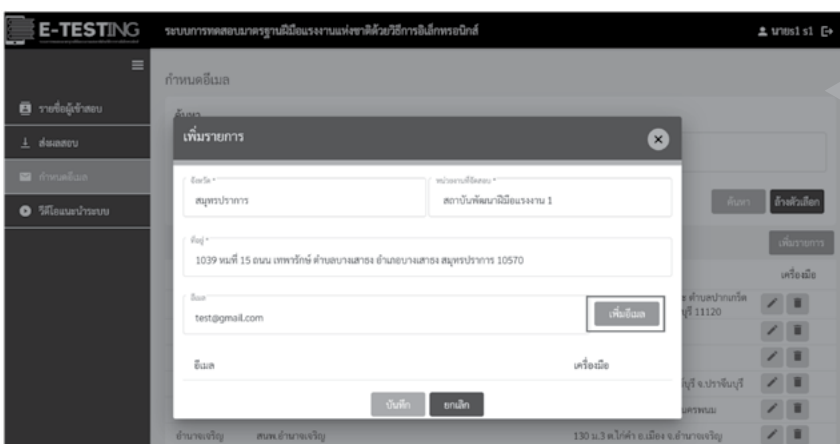 E-TESTING ระบบการทดสอบมาตรฐานฝีมือแรงงานแห่งชาติด้วยวิธีการอิเล็กทรอนิกส์ นายs1 s1
กำหนดอีเมล
รายชื่อผู้เข้าสอบ
ค้นหา
ส่งผลสอบ
เพิ่มรายการ
กำหนดอีเมล
จังหวัด * หน่วยงานที่จัดสอบ *
สมุทรปราการ สถาบันพัฒนาฝีมือแรงงาน 1
ค้นหา ล้างตัวเลือก
วิดีโอแนะนำระบบ
ที่อยู่ *
เพิ่มรายการ
1039 หมู่ที่ 15 ถนน เทพารักษ์ ตำบลบางเสาธง อำเภอบางเสาธง สมุทรปราการ 10570
เครื่องมือ
อีเมล
ตำบลปากเกร็ด
test@gmail.com เพิ่มอีเมล
บุรี 11120
อีเมล เครื่องมือ
จ.ปราจีนบุรี
บันทึก ยกเลิก
นครพนม
อำนาจเจริญ สนพ.อำนาจเจริญ 130 ม.3 ต.ไก่คำ อ.เมือง จ.อำนาจเจริญ